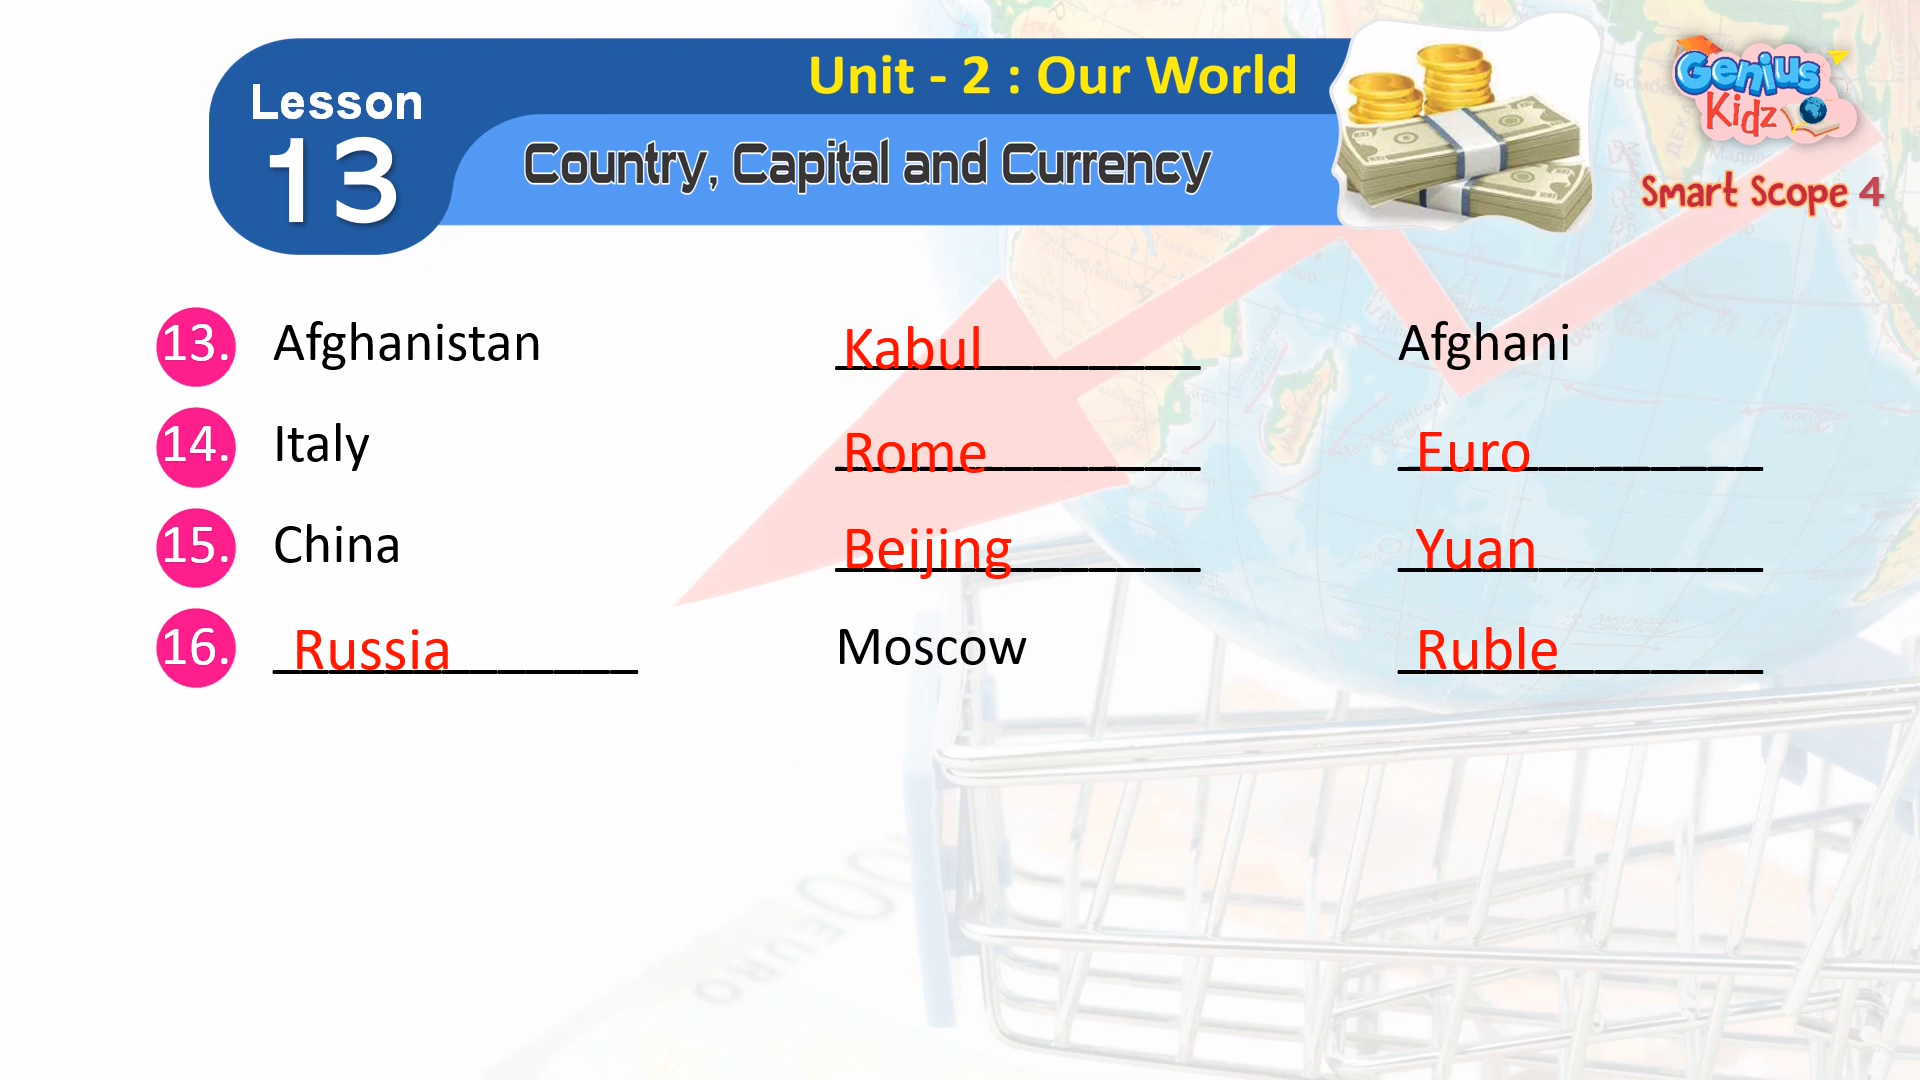 Unit - 2 : Our World
Lesson
13
Country, Capital and Currency
Genius
Kidz
Smart Scope 4
13. Afghanistan Kabul Afghani
14. Italy Rome Euro
15. China Beijing Yuan
16. Russia Moscow Ruble
EURO